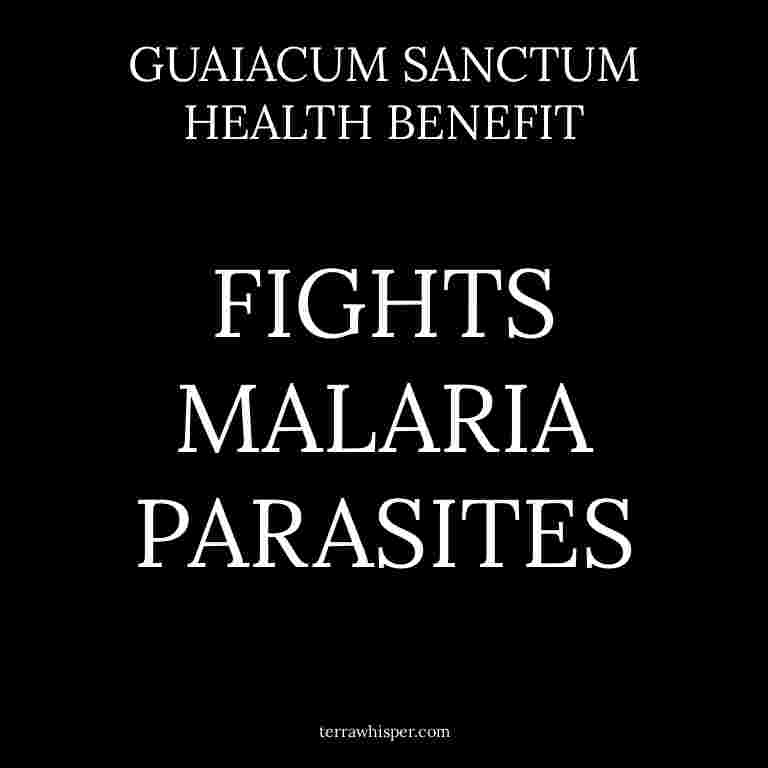 GUAIACUM SANCTUM
HEALTH BENEFIT
FIGHTS
MALARIA
PARASITES
terrawhisper.com